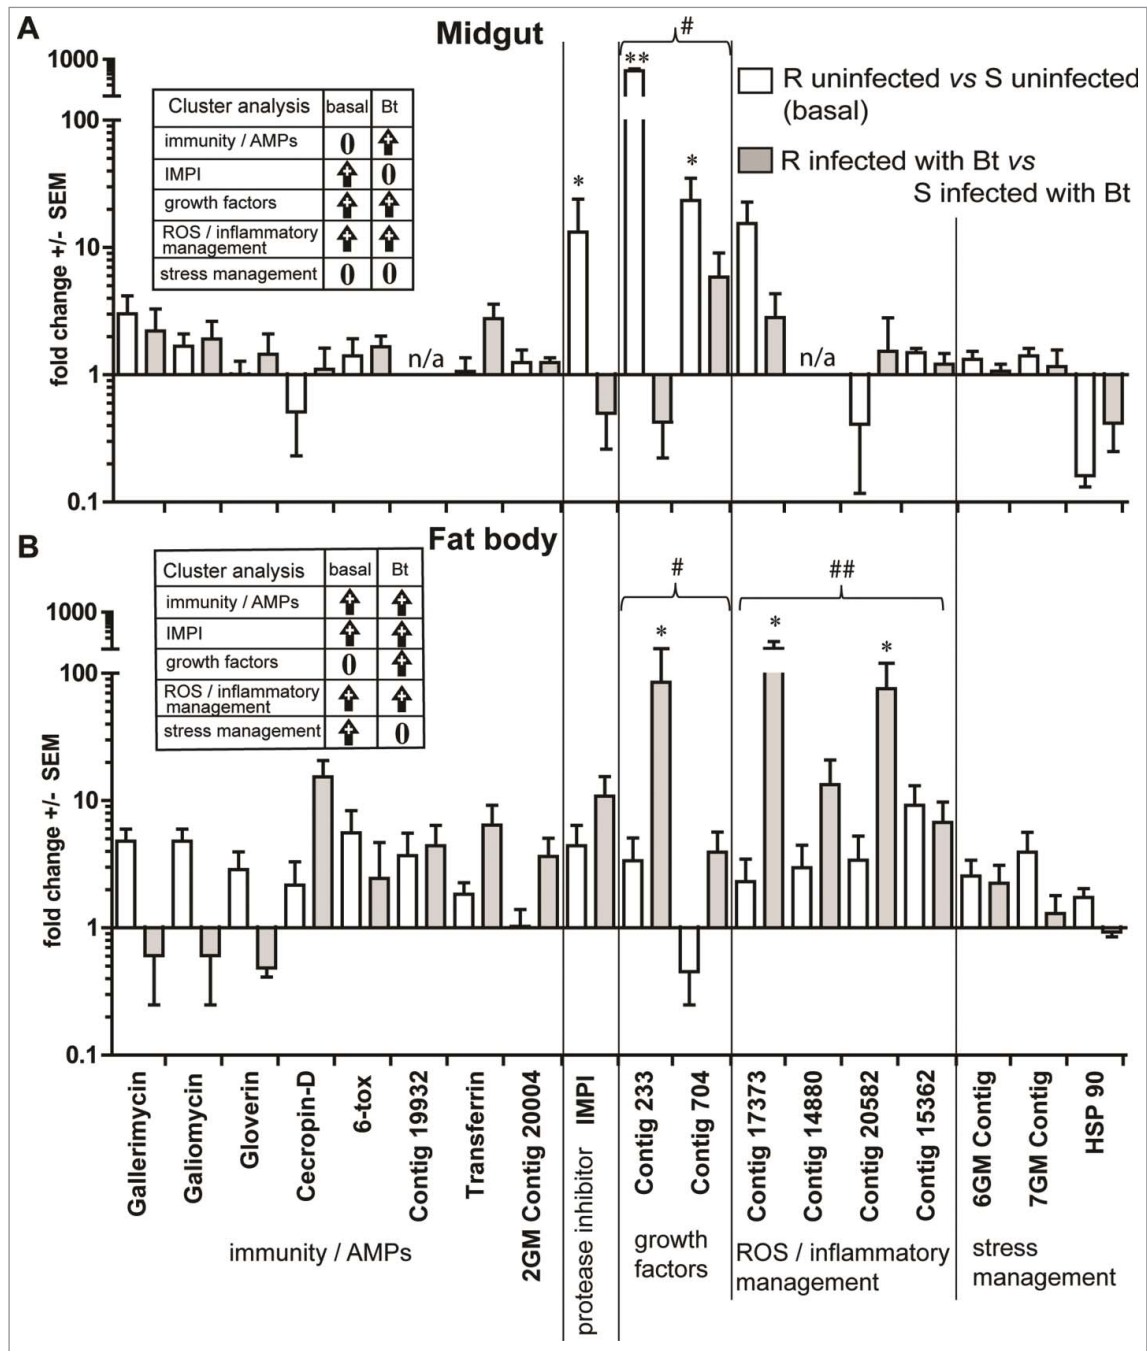 A
Midgut
#
1000
100
10
1
0.1
fold change +/- SEM
Cluster analysis basal Bt
immunity / AMPs 0
IMPI 0
growth factors
ROS / inflammatory
management
stress management 0 0
**
*
*
n/a
n/a
R uninfected vs S uninfected
(basal)
R infected with Bt vs
S infected with Bt
B
Fat body
#
##
1000
100
10
1
0.1
fold change +/- SEM
Cluster analysis basal Bt
immunity / AMPs
IMPI
growth factors 0
ROS / inflammatory
management
stress management 0
*
*
*
Gallerimycin
Galiomycin
Gloverin
Cecropin-D
6-tox
Contig 19932
Transferrin
2GM Contig 20004
protease inhibitor IMPI
Contig 233
Contig 704
Contig 17373
Contig 14880
Contig 20582
Contig 15362
6GM Contig
7GM Contig
HSP 90
immunity / AMPs
growth
factors
ROS / inflammatory
management
stress
management